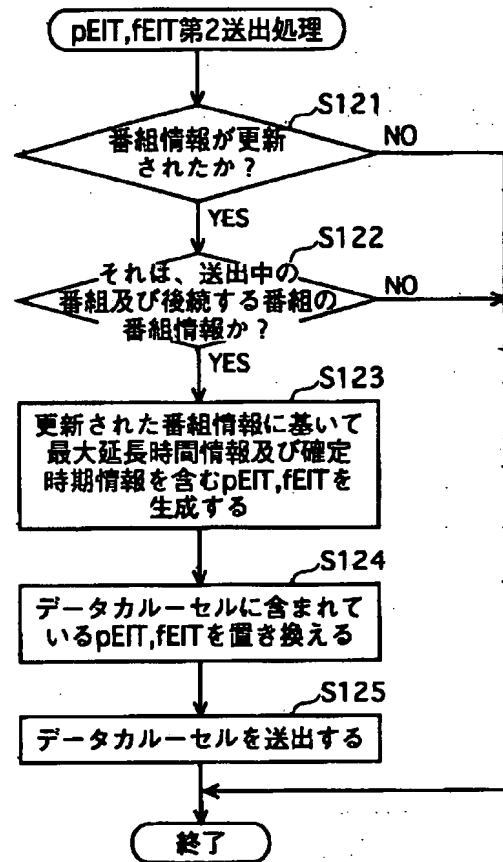 pEIT,fEIT第2送出処理
S121
番組情報が更新
されたか？
NO
YES
S122
それは、送出中の
番組及び後続する番組の
番組情報か？
NO
YES
S123
更新された番組情報に基いて
最大延長時間情報及び確定
時期情報を含むpEIT,fEITを
生成する
S124
データカルーセルに含まれて
いるpEIT,fEITを置き換える
S125
データカルーセルを送出する
終了